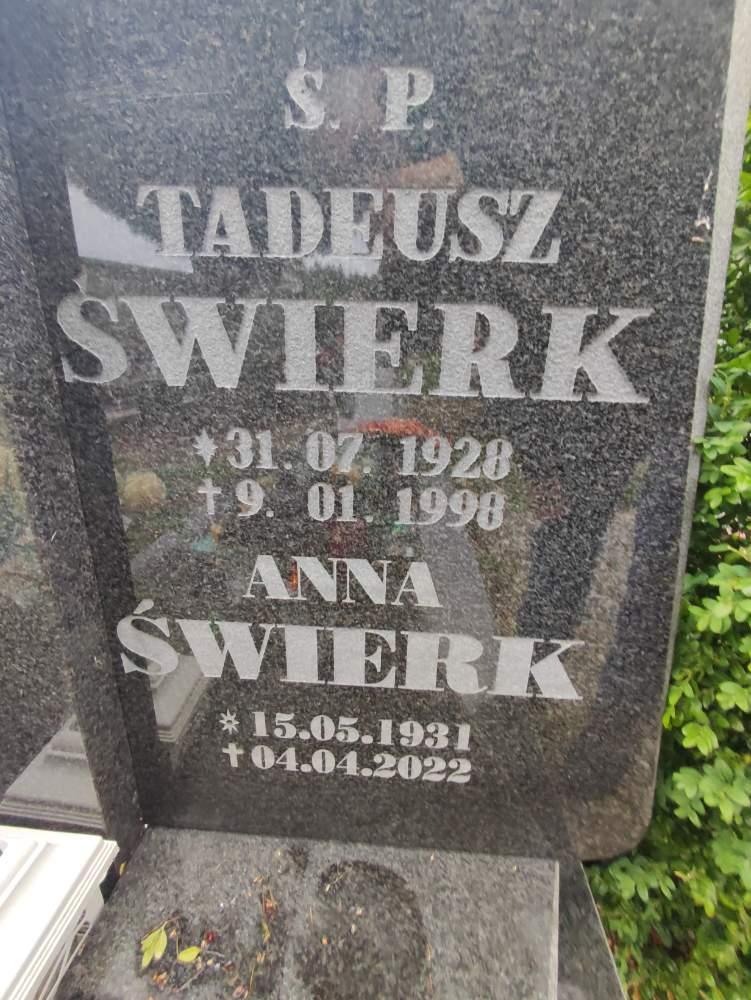 Ś. P.
TADEUSZ
ŚWIERK
* 31. 07. 1928
† 9. 01. 1998
ANNA
ŚWIERK
* 15.05.1931
† 04.04.2022